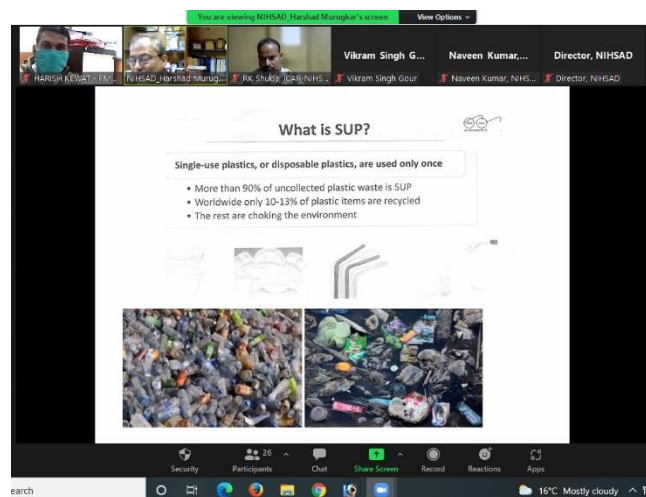 You are viewing NIHSAD_Harshad Murugkar's screen
View Options
HARISH KEWAT - P.M...
NIHSAD_Harshad Murug...
RK Shukla, ICAR-NIHS...
Vikram Singh G...
Vikram Singh Gour
Naveen Kumar,...
Naveen Kumar, NIHS...
Director, NIHSAD
Director, NIHSAD
What is SUP?
Single-use plastics, or disposable plastics, are used only once
• More than 90% of uncollected plastic waste is SUP
• Worldwide only 10-13% of plastic items are recycled
• The rest are choking the environment
Security
Participants
26
Chat
Share Screen
Record
Reactions
Apps
earch
16°C Mostly cloudy